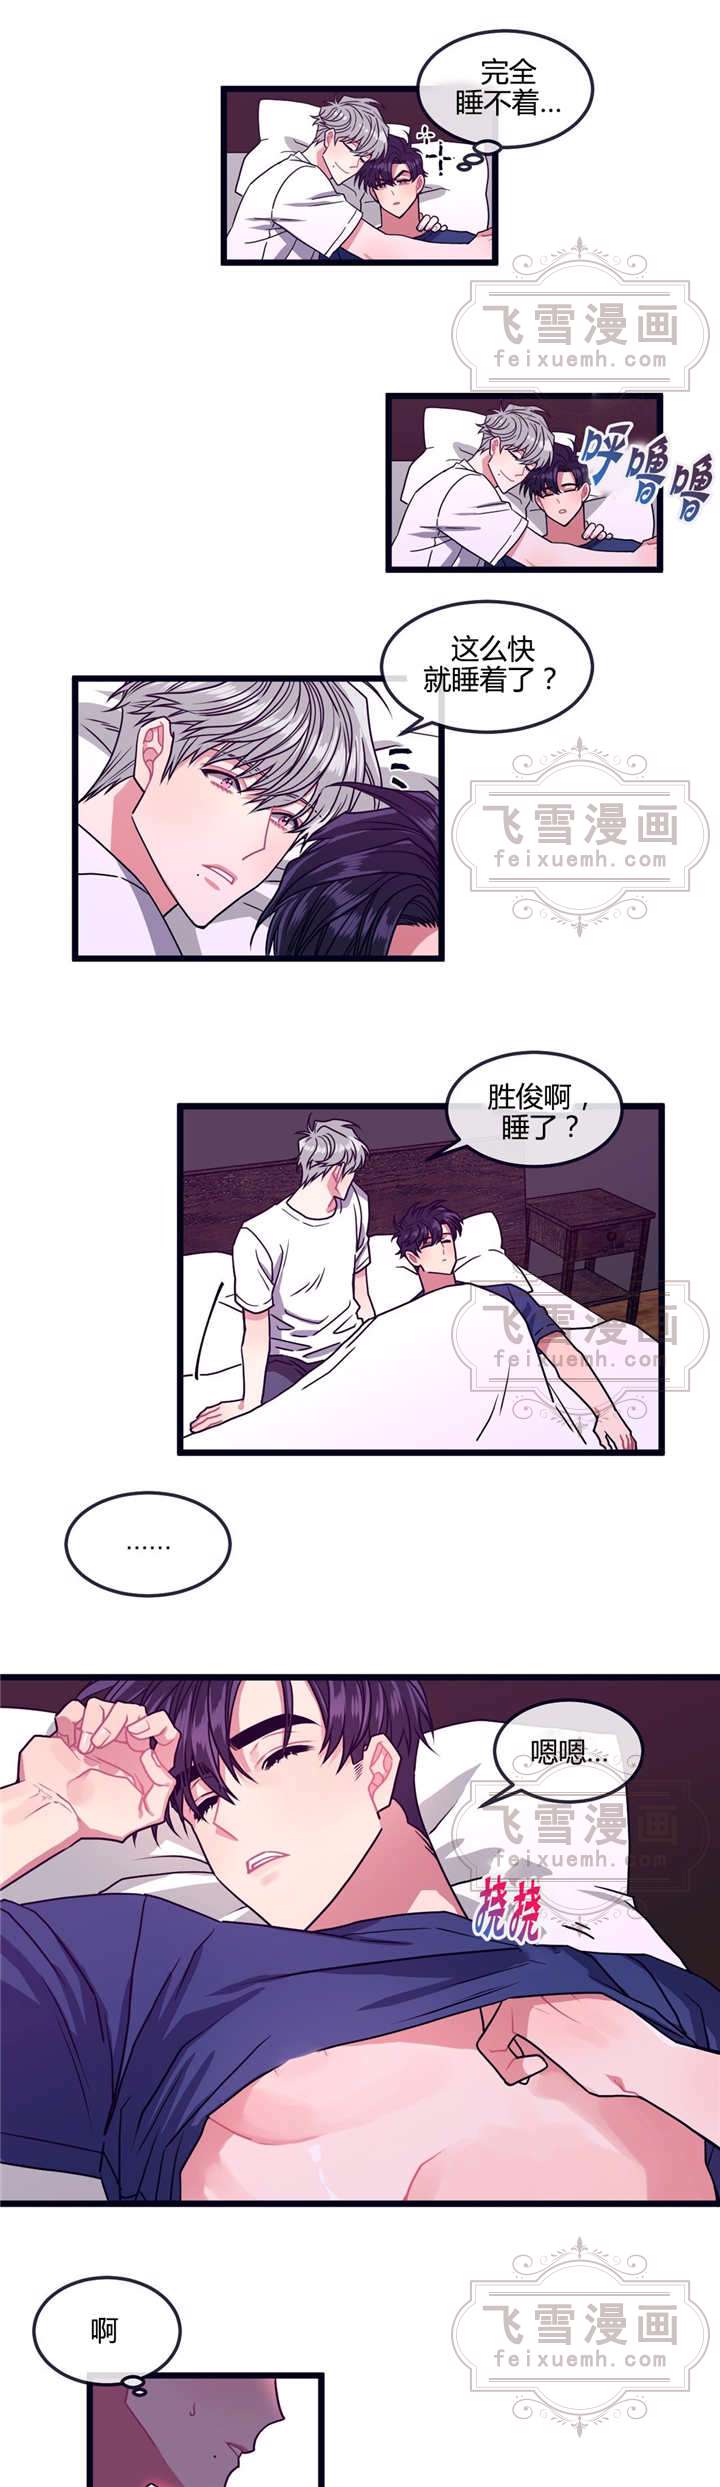 完全
睡不着...
飞雪漫画
feixuemh.com
呼噜噜
这么快
就睡着了？
飞雪漫画
feixuemh.com
胜俊啊，
睡了？
飞雪漫画
feixuemh.com
......
嗯嗯...
飞雪漫画
feixuemh.com
挠挠
飞雪漫画
feixuemh.com
啊